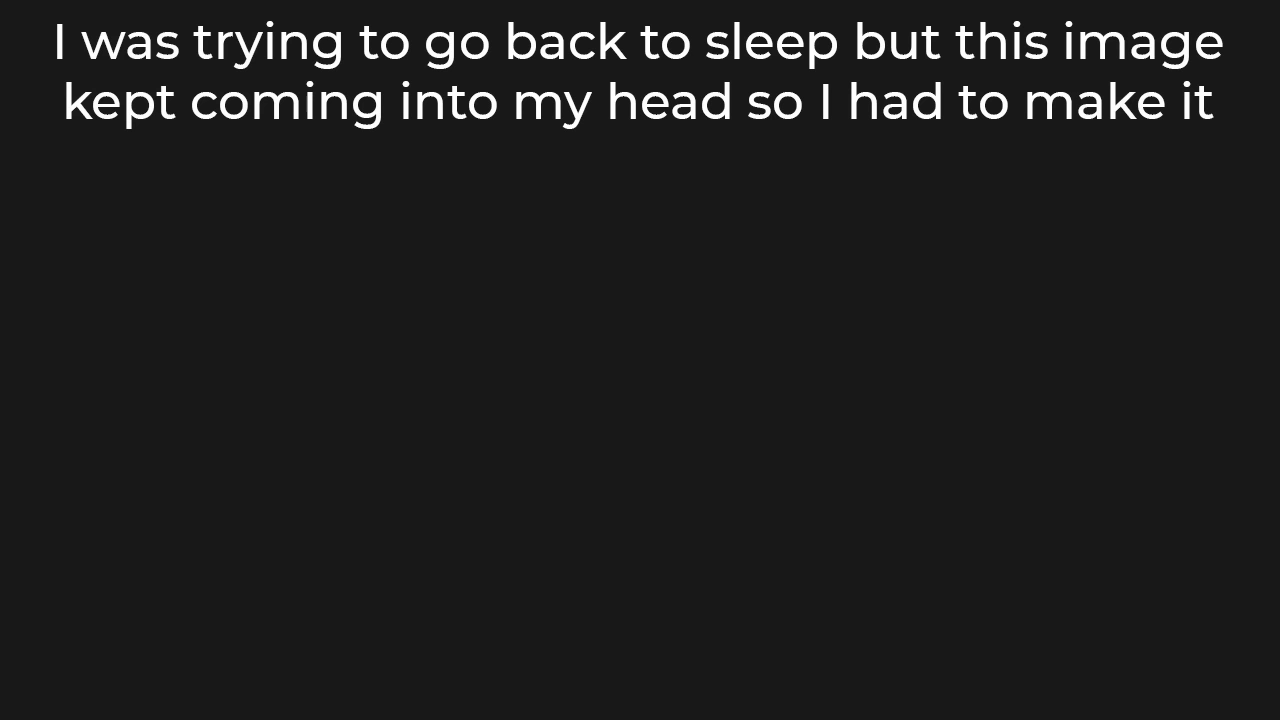 I was trying to go back to sleep but this image
kept coming into my head so I had to make it